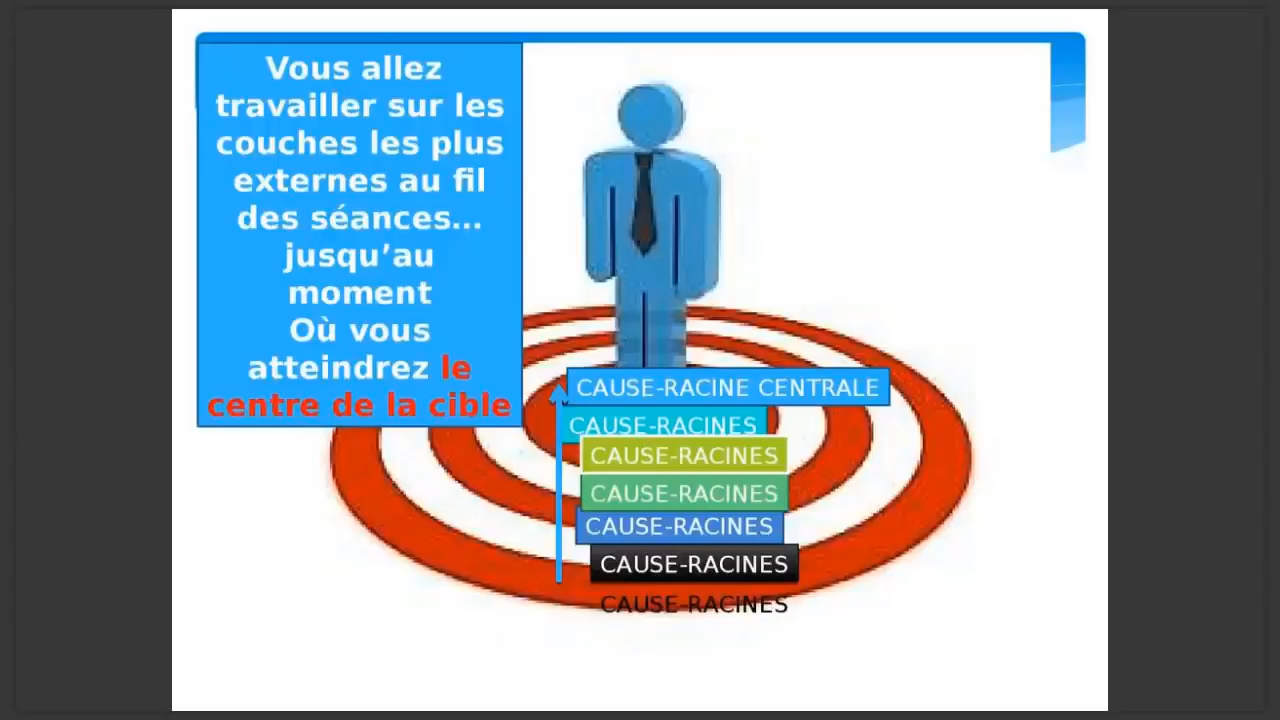 Vous allez
travailler sur les
couches les plus
externes au fil
des séances…
jusqu’au
moment
Où vous
atteindrez le
centre de la cible
CAUSE-RACINE CENTRALE
CAUSE-RACINES
CAUSE-RACINES
CAUSE-RACINES
CAUSE-RACINES
CAUSE-RACINES
CAUSE-RACINES